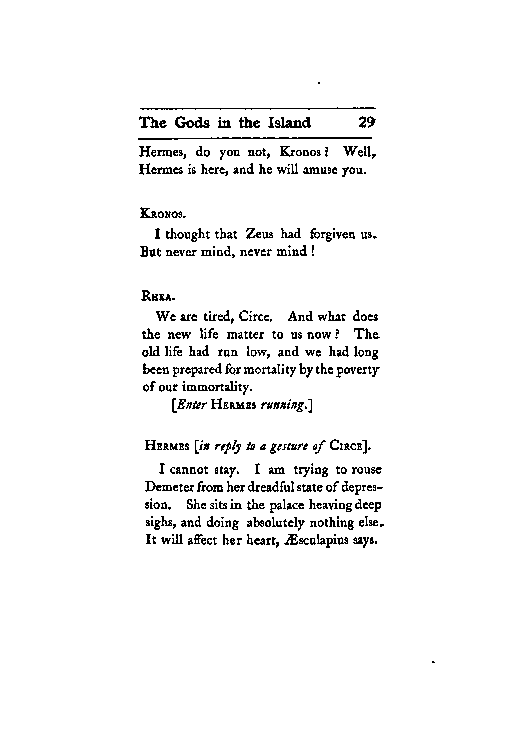 The Gods in the Island 29
Hermes, do you not, Kronos? Well,
Hermes is here, and he will amuse you.
Kronos.
I thought that Zeus had forgiven us.
But never mind, never mind!
Rhea.
We are tired, Circe. And what does
the new life matter to us now? The
old life had run low, and we had long
been prepared for mortality by the poverty
of our immortality.
[Enter Hermes running.]
Hermes [in reply to a gesture of Circe].
I cannot stay. I am trying to rouse
Demeter from her dreadful state of depres-
sion. She sits in the palace heaving deep
sighs, and doing absolutely nothing else.
It will affect her heart, Æsculapius says.